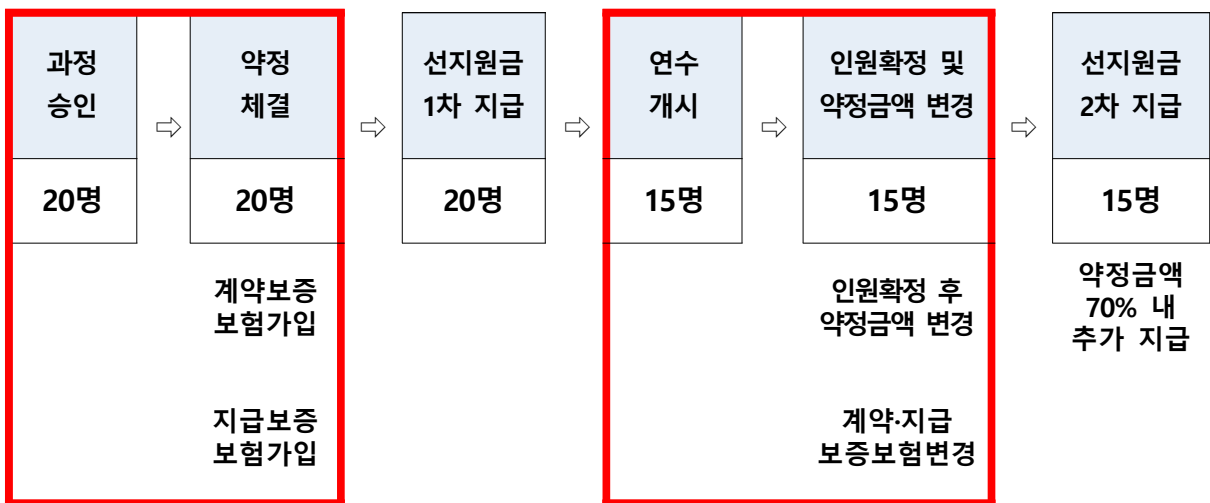 과정
승인
⇨
약정
체결
⇨
선지원금
1차 지급
⇨
연수
개시
⇨
인원확정 및
약정금액 변경
⇨
선지원금
2차 지급
20명
20명
20명
15명
15명
15명
계약보증
보험가입
인원확정 후
약정금액 변경
약정금액
70% 내
추가 지급
지급보증
보험가입
계약·지급
보증보험변경